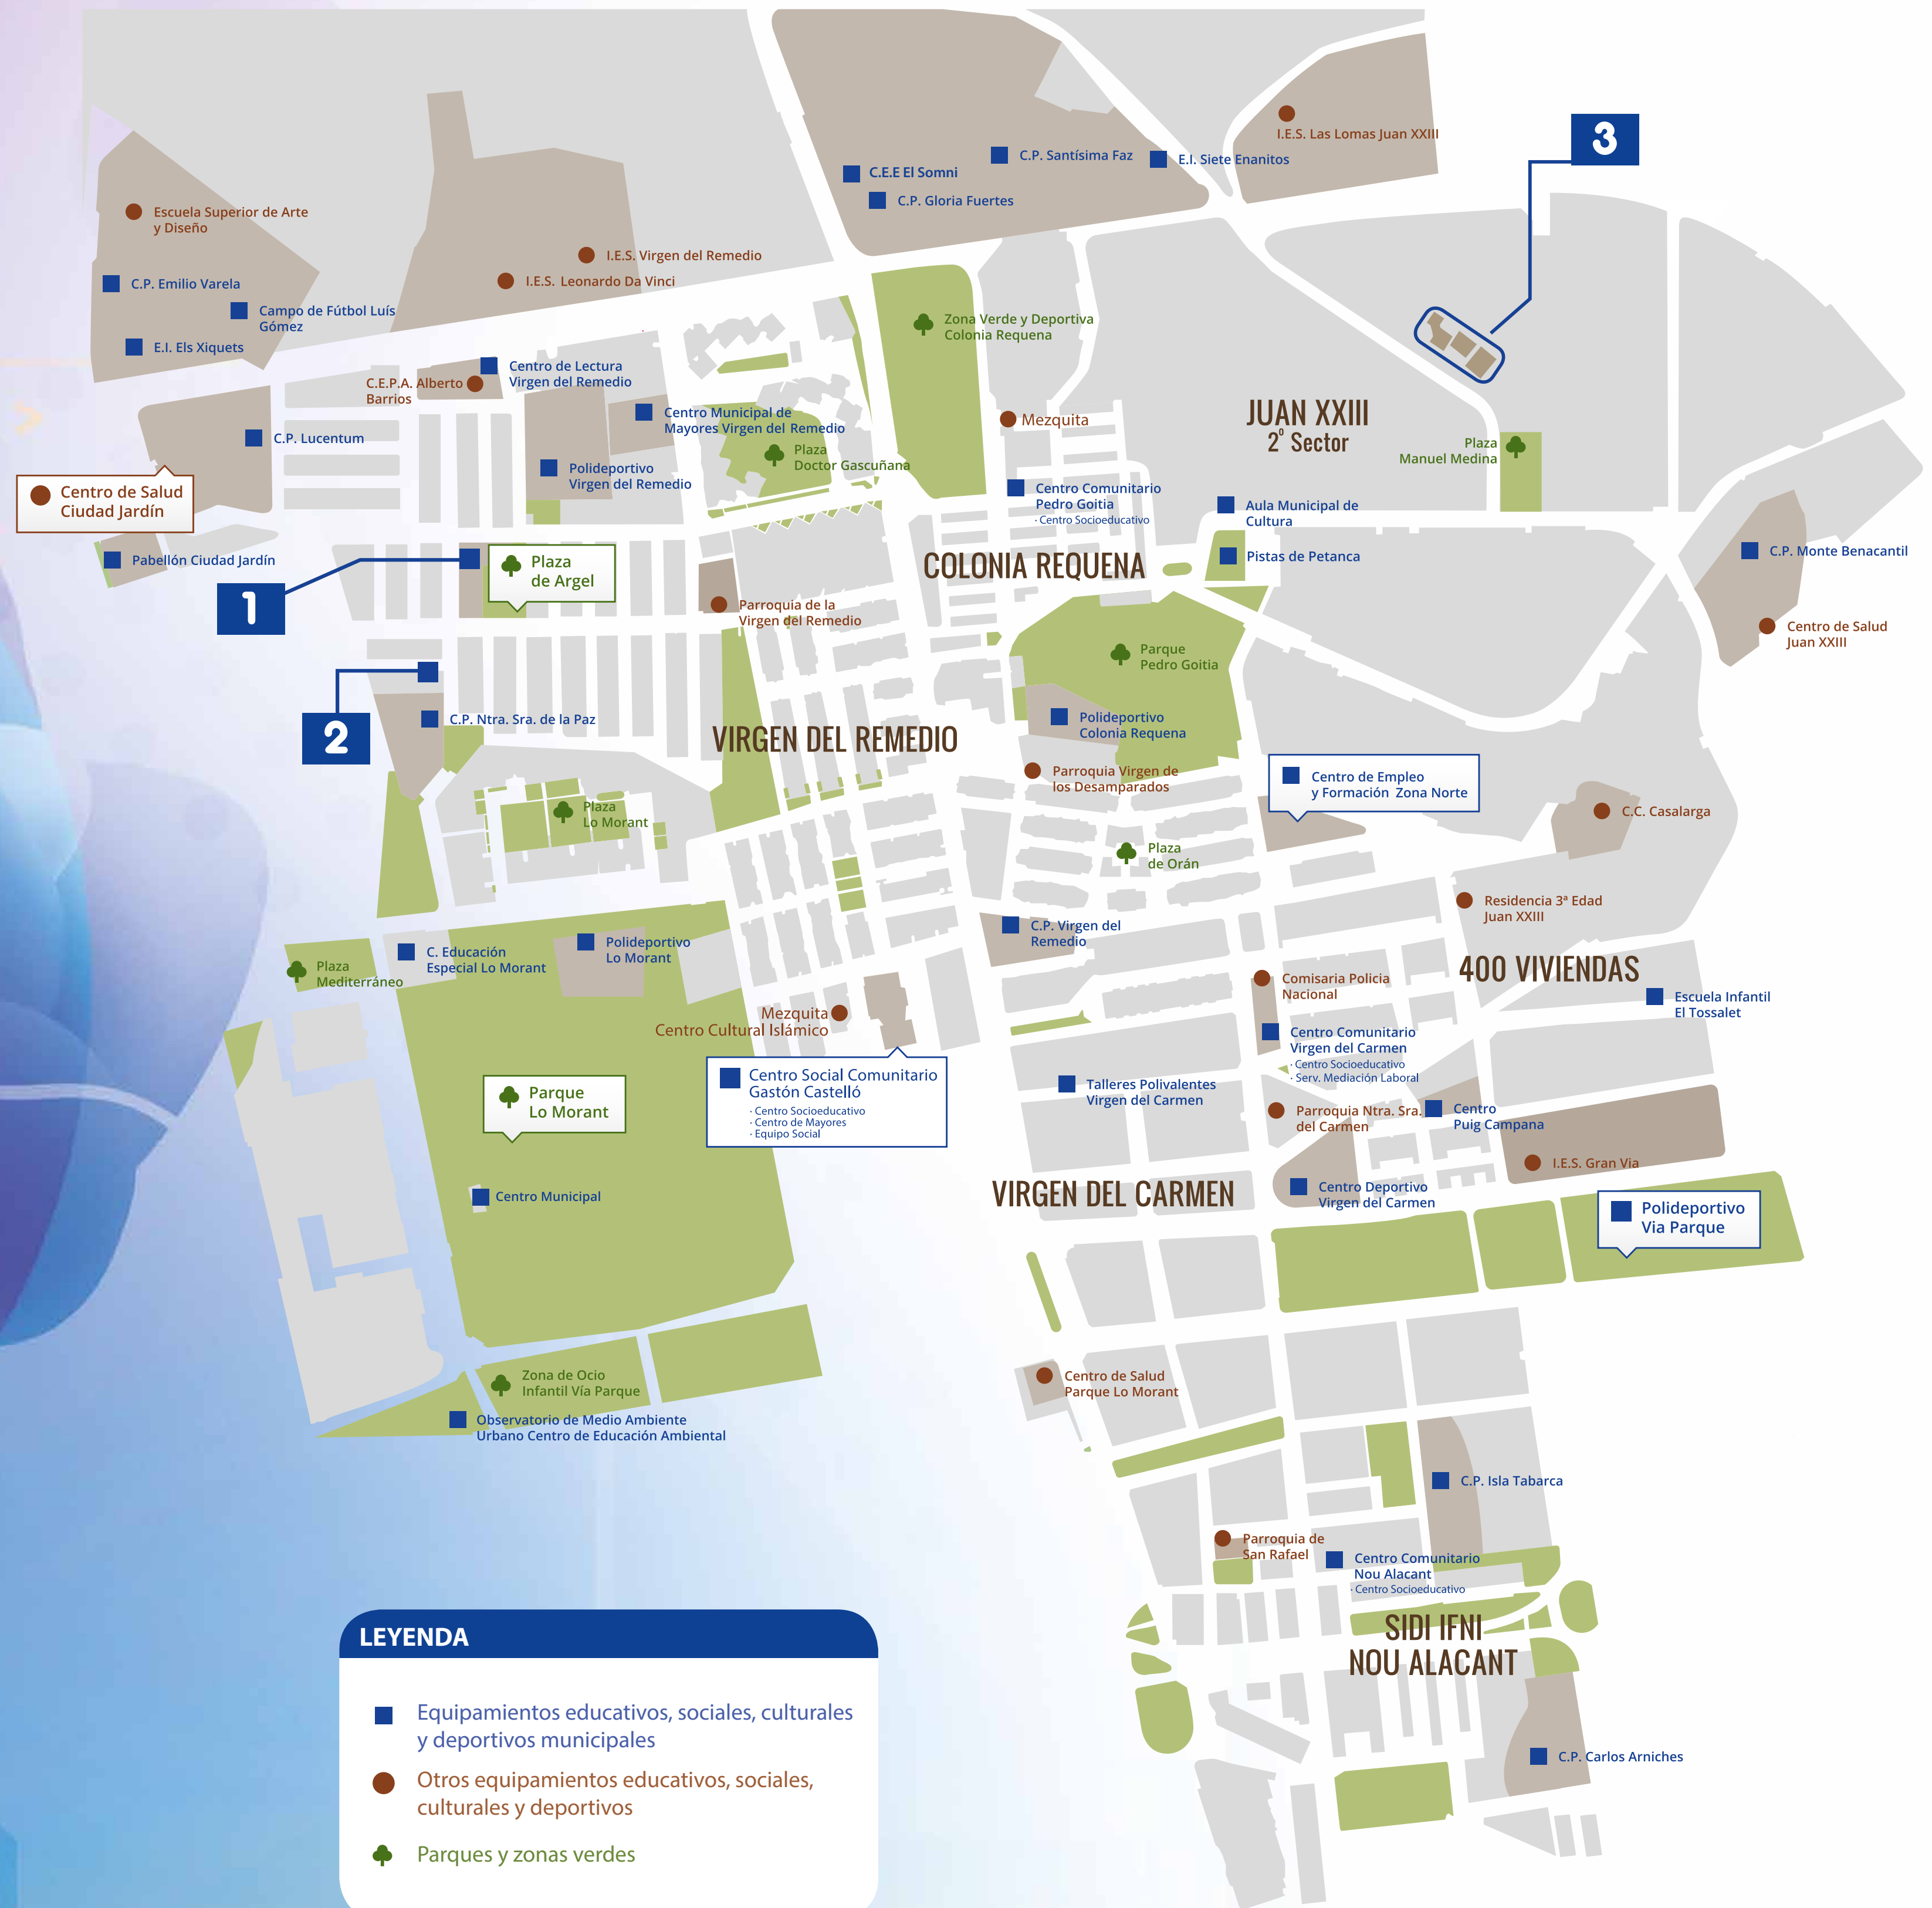 3
I.E.S. Las Lomas Juan XXIII
C.P. Santísima Faz
E.I. Siete Enanitos
C.E.E El Somni
C.P. Gloria Fuertes
Escuela Superior de Arte
y Diseño
I.E.S. Virgen del Remedio
I.E.S. Leonardo Da Vinci
C.P. Emilio Varela
Campo de Fútbol Luís
Gómez
E.I. Els Xiquets
Zona Verde y Deportiva
Colonia Requena
Centro de Lectura
Virgen del Remedio
C.E.P.A. Alberto
Barrios
Centro Municipal de
Mayores Virgen del Remedio
Mezquita
JUAN XXIII
2º Sector
Plaza
Manuel Medina
C.P. Lucentum
Plaza
Doctor Gascuñana
Polideportivo
Virgen del Remedio
Centro de Salud
Ciudad Jardín
Centro Comunitario
Pedro Goitia
· Centro Socioeducativo
Aula Municipal de
Cultura
Pistas de Petanca
C.P. Monte Benacantil
Pabellón Ciudad Jardín
Plaza
de Argel
COLONIA REQUENA
1
Parroquia de la
Virgen del Remedio
Centro de Salud
Juan XXIII
Parque
Pedro Goitia
2
C.P. Ntra. Sra. de la Paz
VIRGEN DEL REMEDIO
Polideportivo
Colonia Requena
Parroquia Virgen de
los Desamparados
Centro de Empleo
y Formación Zona Norte
Plaza
Lo Morant
C.C. Casalarga
Plaza
de Orán
Residencia 3ª Edad
Juan XXIII
C.P. Virgen del
Remedio
C. Educación
Especial Lo Morant
Polideportivo
Lo Morant
Plaza
Mediterráneo
400 VIVIENDAS
Comisaria Policia
Nacional
Escuela Infantil
El Tossalet
Mezquita
Centro Cultural Islámico
Centro Comunitario
Virgen del Carmen
· Centro Socioeducativo
· Serv. Mediación Laboral
Centro Social Comunitario
Gastón Castelló
· Centro Socioeducativo
· Centro de Mayores
· Equipo Social
Parque
Lo Morant
Talleres Polivalentes
Virgen del Carmen
Parroquia Ntra. Sra.
del Carmen
Centro
Puig Campana
I.E.S. Gran Via
Centro Municipal
VIRGEN DEL CARMEN
Centro Deportivo
Virgen del Carmen
Polideportivo
Via Parque
Zona de Ocio
Infantil Vía Parque
Centro de Salud
Parque Lo Morant
Observatorio de Medio Ambiente
Urbano Centro de Educación Ambiental
C.P. Isla Tabarca
Parroquia de
San Rafael
Centro Comunitario
Nou Alacant
· Centro Socioeducativo
SIDI IFNI
NOU ALACANT
C.P. Carlos Arniches
LEYENDA
Equipamientos educativos, sociales, culturales
y deportivos municipales
Otros equipamientos educativos, sociales,
culturales y deportivos
Parques y zonas verdes